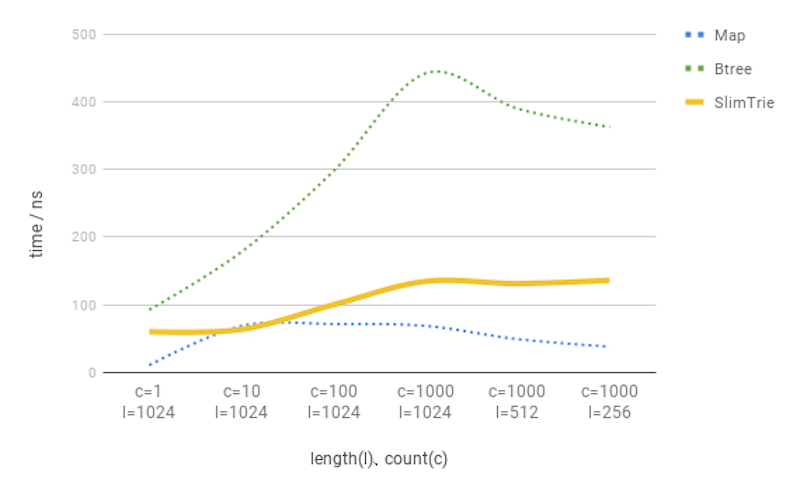 500
400
300
200
100
0
time / ns
Map
Btree
SlimTrie
c=1
l=1024
c=10
l=1024
c=100
l=1024
c=1000
l=1024
c=1000
l=512
c=1000
l=256
length(l)、count(c)